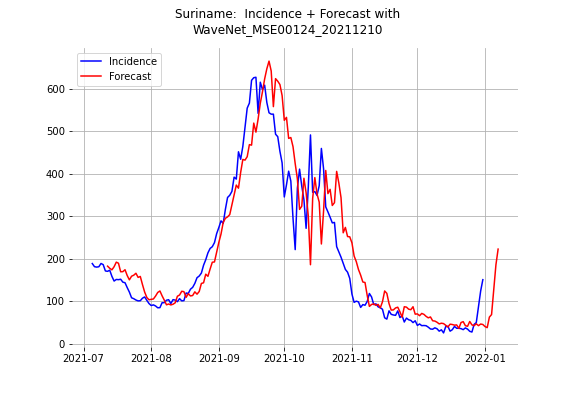 Suriname:  Incidence + Forecast with
WaveNet_MSE00124_20211210
Incidence
Forecast
600
500
400
300
200
100
0
2021-07 2021-08 2021-09 2021-10 2021-11 2021-12 2022-01